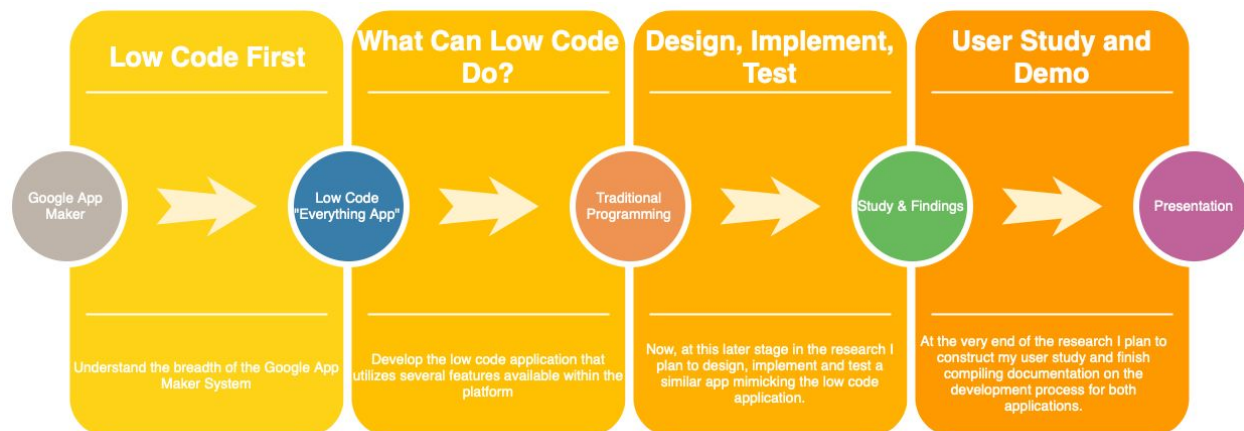 Low Code First
What Can Low Code
Do?
Design, Implement,
Test
User Study and
Demo
Google App
Maker
Low Code
"Everything App"
Traditional
Programming
Study & Findings
Presentation
Understand the breadth of the Google App
Maker System
Develop the low code application that
utilizes several features available within the
platform
Now, at this later stage in the research I
plan to design, implement and test a
similar app mimicking the low code
application.
At the very end of the research I plan to
construct my user study and finish
compiling documentation on the
development process for both
applications.